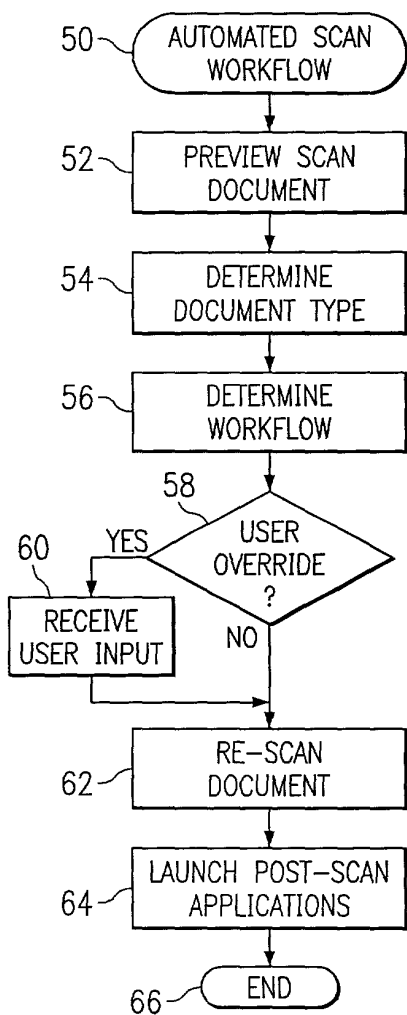 50
AUTOMATED SCAN
WORKFLOW
52
PREVIEW SCAN
DOCUMENT
54
DETERMINE
DOCUMENT TYPE
56
DETERMINE
WORKFLOW
58
USER
OVERRIDE
?
YES
60
RECEIVE
USER INPUT
NO
62
RE-SCAN
DOCUMENT
64
LAUNCH POST-SCAN
APPLICATIONS
66
END